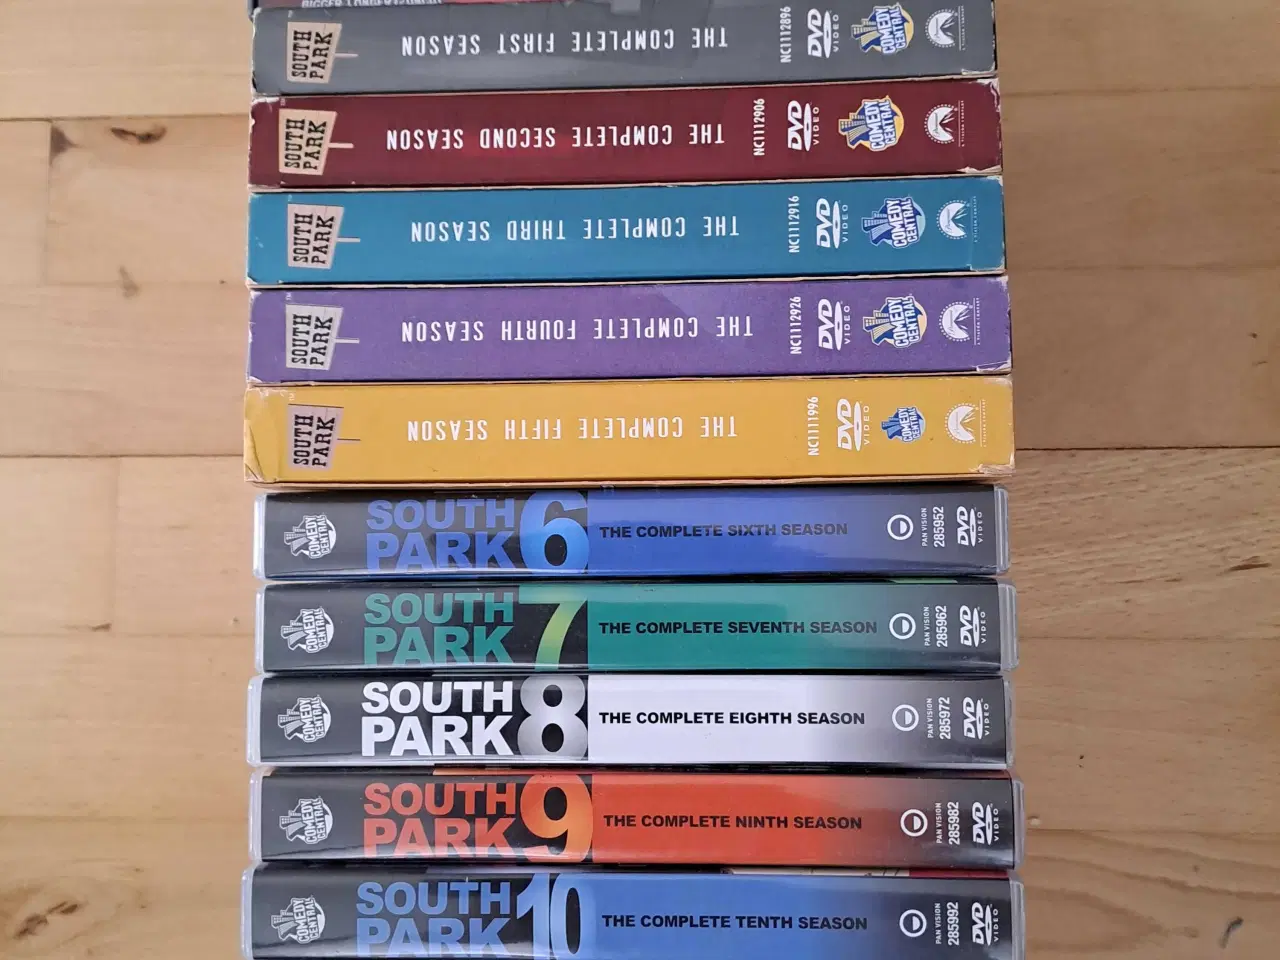 BIGGER LONGER & UNCUT
SOUTH PARK THE COMPLETE FIRST SEASON NC1112896 DVD VIDEO COMEDY CENTRAL
SOUTH PARK THE COMPLETE SECOND SEASON NC1112906 DVD VIDEO COMEDY CENTRAL
SOUTH PARK THE COMPLETE THIRD SEASON NC1112916 DVD VIDEO COMEDY CENTRAL
SOUTH PARK THE COMPLETE FOURTH SEASON NC112926 DVD VIDEO COMEDY CENTRAL
SOUTH PARK THE COMPLETE FIFTH SEASON NC1111996 DVD VIDEO COMEDY CENTRAL
COMEDY CENTRAL SOUTH PARK 6 THE COMPLETE SIXTH SEASON PAN VISION 285952 DVD VIDEO
COMEDY CENTRAL SOUTH PARK 7 THE COMPLETE SEVENTH SEASON PAN VISION 285962 DVD VIDEO
COMEDY CENTRAL SOUTH PARK 8 THE COMPLETE EIGHTH SEASON PAN VISION 285972 DVD VIDEO
COMEDY CENTRAL SOUTH PARK 9 THE COMPLETE NINTH SEASON PAN VISION 285982 DVD VIDEO
COMEDY CENTRAL SOUTH PARK 10 THE COMPLETE TENTH SEASON PAN VISION 285992 DVD VIDEO